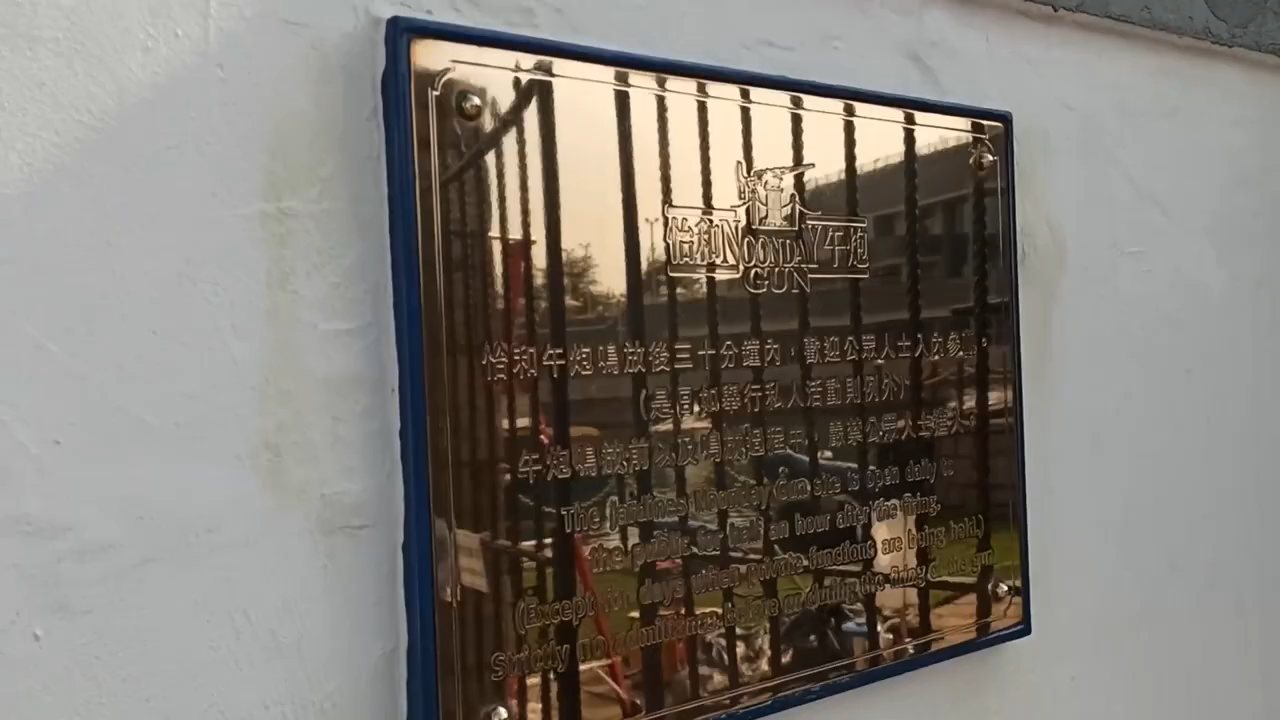 怡和NOONDAY午炮
GUN
怡和午炮鳴放後三十分鐘內，歡迎公眾人士入內參觀。
(是日如舉行私人活動則例外)
午炮鳴放前以及鳴放過程中，嚴禁公眾人士進入。
The Jardines Noonday Gun site is open daily to
the public for half an hour after the firing.
(Except for days when private functions are being held.)
Strictly no admittance before or during the firing of the gun